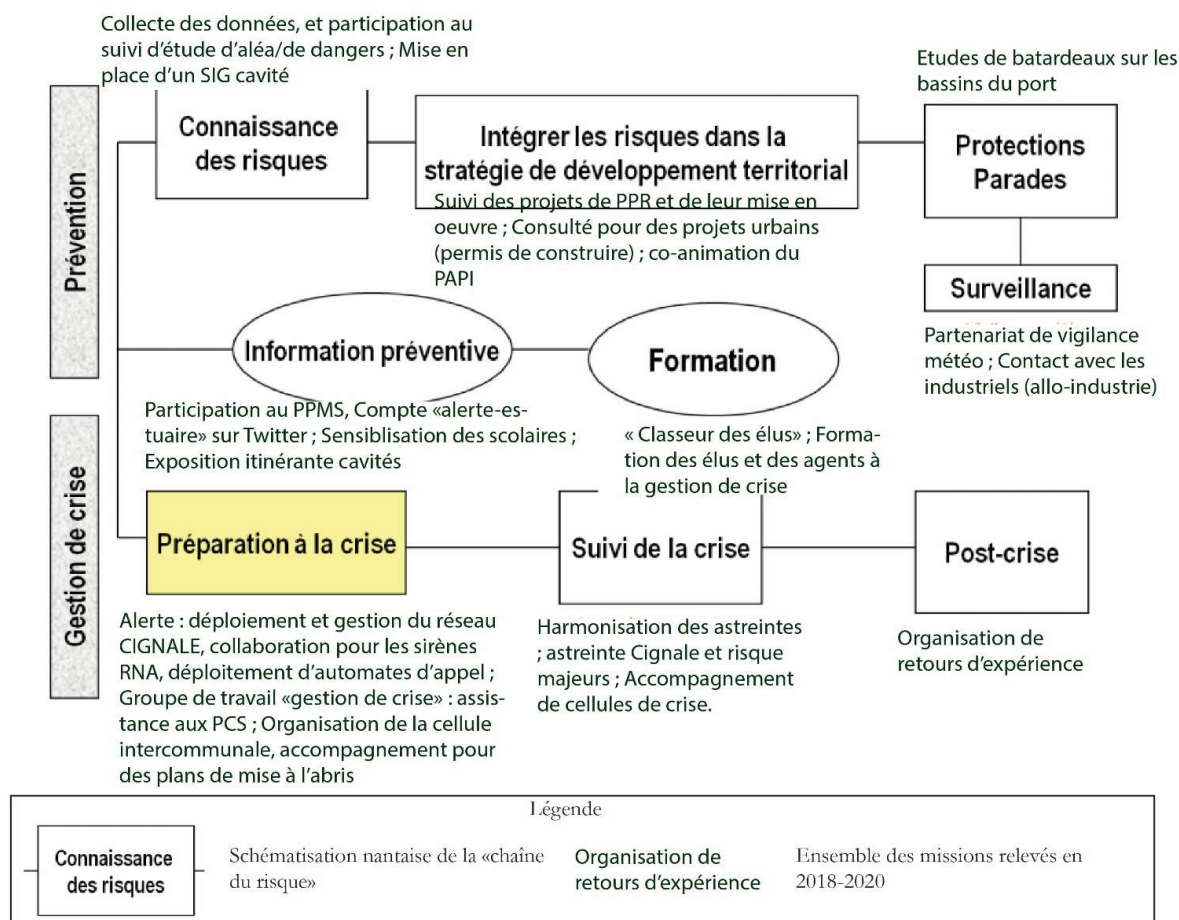 Collecte des données, et participation au
suivi d'étude d'aléa/de dangers ; Mise en
place d'un SIG cavité
Etudes de batardeaux sur les
bassins du port
Prévention
Connaissance
des risques
Intégrer les risques dans la
stratégie de développement territorial
Suivi des projets de PPR et de leur mise en
oeuvre ; Consulté pour des projets urbains
(permis de construire) ; co-animation du
PAPI
Protections
Parades
Surveillance
Partenariat de vigilance
météo ; Contact avec les
industriels (allo-industrie)
Information préventive
Formation
Participation au PPMS, Compte «alerte-es-
tuaire» sur Twitter ; Sensiblisation des scolaires ;
Exposition itinérante cavités
« Classeur des élus» ; Forma-
tion des élus et des agents à
la gestion de crise
Gestion de crise
Préparation à la crise
Suivi de la crise
Post-crise
Alerte : déploiement et gestion du réseau
CIGNALE, collaboration pour les sirènes
RNA, déploitement d'automates d'appel ;
Groupe de travail «gestion de crise» : assis-
tance aux PCS ; Organisation de la cellule
intercommunale, accompagnement pour
des plans de mise à l'abris
Harmonisation des astreintes
; astreinte Cignale et risque
majeurs ; Accompagnement
de cellules de crise.
Organisation de
retours d'expérience
Légende
Connaissance
des risques
Schématisation nantaise de la «chaîne
du risque»
Organisation de
retours d'expérience
Ensemble des missions relevés en
2018-2020